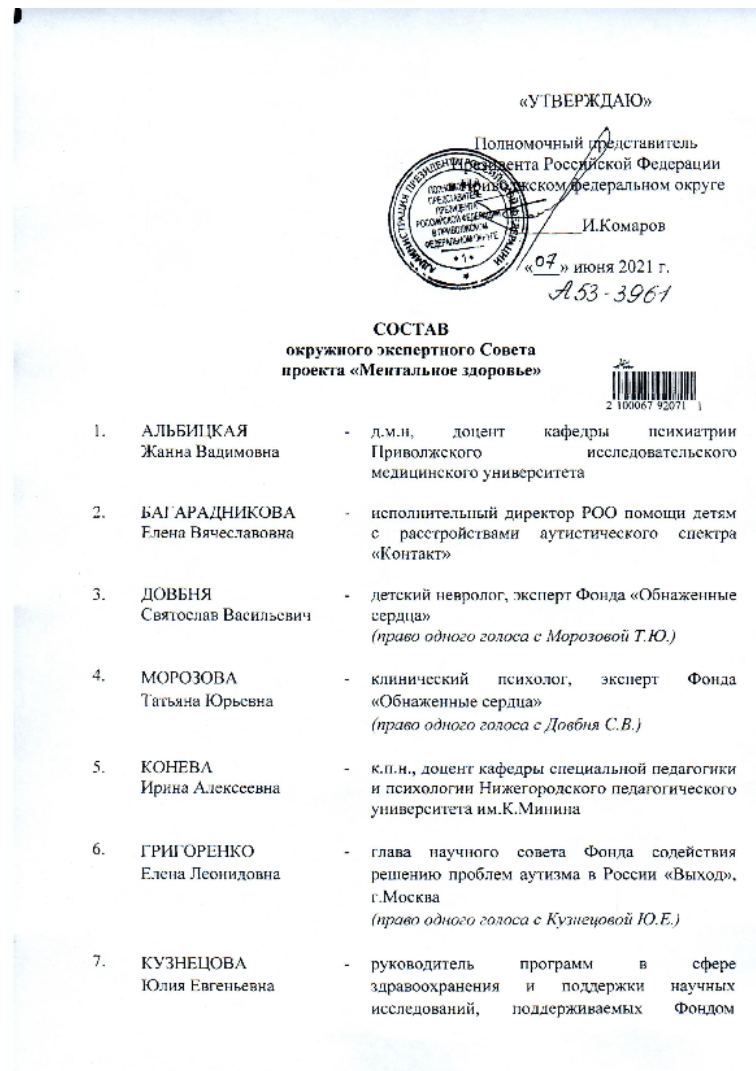 «УТВЕРЖДАЮ»
Полномочный представитель
Президента Российской Федерации
в Приволжском федеральном округе
И.Комаров
«07» июня 2021 г.
А53-3961
СОСТАВ
окружного экспертного Совета
проекта «Ментальное здоровье»
2 100067 92071 1
1. АЛЬБИЦКАЯ - д.м.н, доцент кафедры психиатрии
Жанна Вадимовна Приволжского исследовательского
медицинского университета
2. БАГАРАДНИКОВА - исполнительный директор РОО помощи детям
Елена Вячеславовна с расстройствами аутистического спектра
«Контакт»
3. ДОВБНЯ - детский невролог, эксперт Фонда «Обнаженные
Святослав Васильевич сердца»
(право одного голоса с Морозовой Т.Ю.)
4. МОРОЗОВА - клинический психолог, эксперт Фонда
Татьяна Юрьевна «Обнаженные сердца»
(право одного голоса с Довбня С.В.)
5. КОНЕВА - к.п.н., доцент кафедры специальной педагогики
Ирина Алексеевна и психологии Нижегородского педагогического
университета им.К.Минина
6. ГРИГОРЕНКО - глава научного совета Фонда содействия
Елена Леонидовна решению проблем аутизма в России «Выход»,
г.Москва
(право одного голоса с Кузнецовой Ю.Е.)
7. КУЗНЕЦОВА - руководитель программ в сфере
Юлия Евгеньевна здравоохранения и поддержки научных
исследований, поддерживаемых Фондом